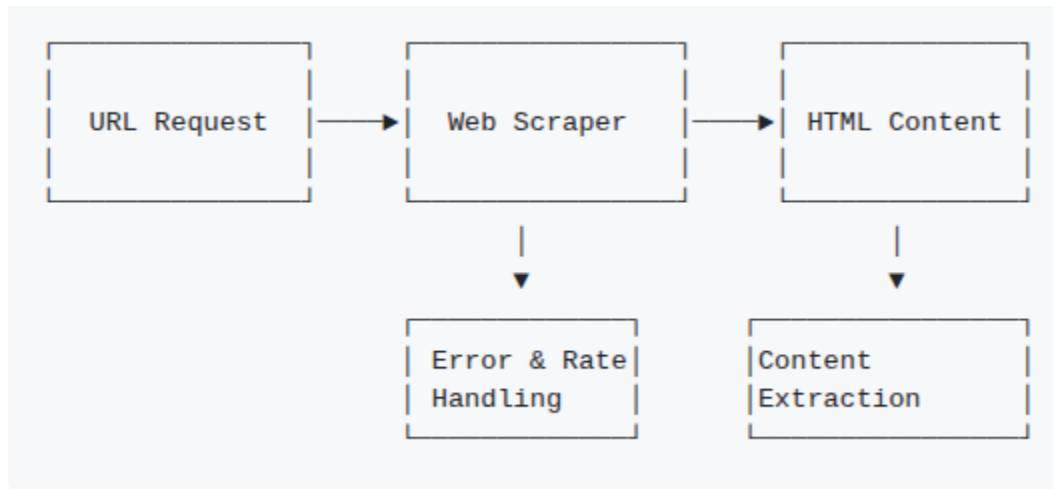 URL Request
Web Scraper
HTML Content
Error & Rate
Handling
Content
Extraction